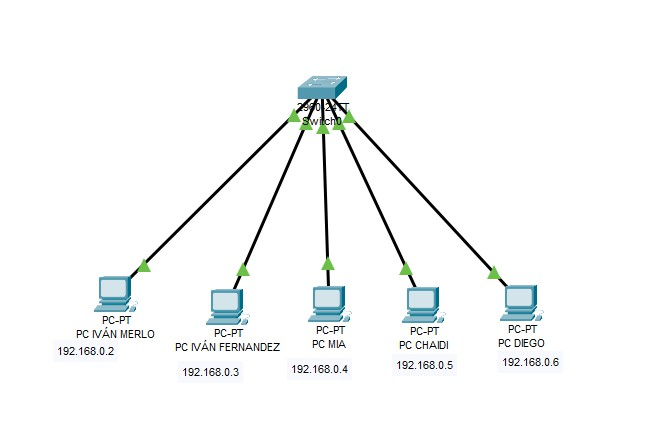 2960-24TT
Switch0
PC-PT
PC IVÁN MERLO
192.168.0.2
PC-PT
PC IVÁN FERNANDEZ
192.168.0.3
PC-PT
PC MIA
192.168.0.4
PC-PT
PC CHAIDI
192.168.0.5
PC-PT
PC DIEGO
192.168.0.6